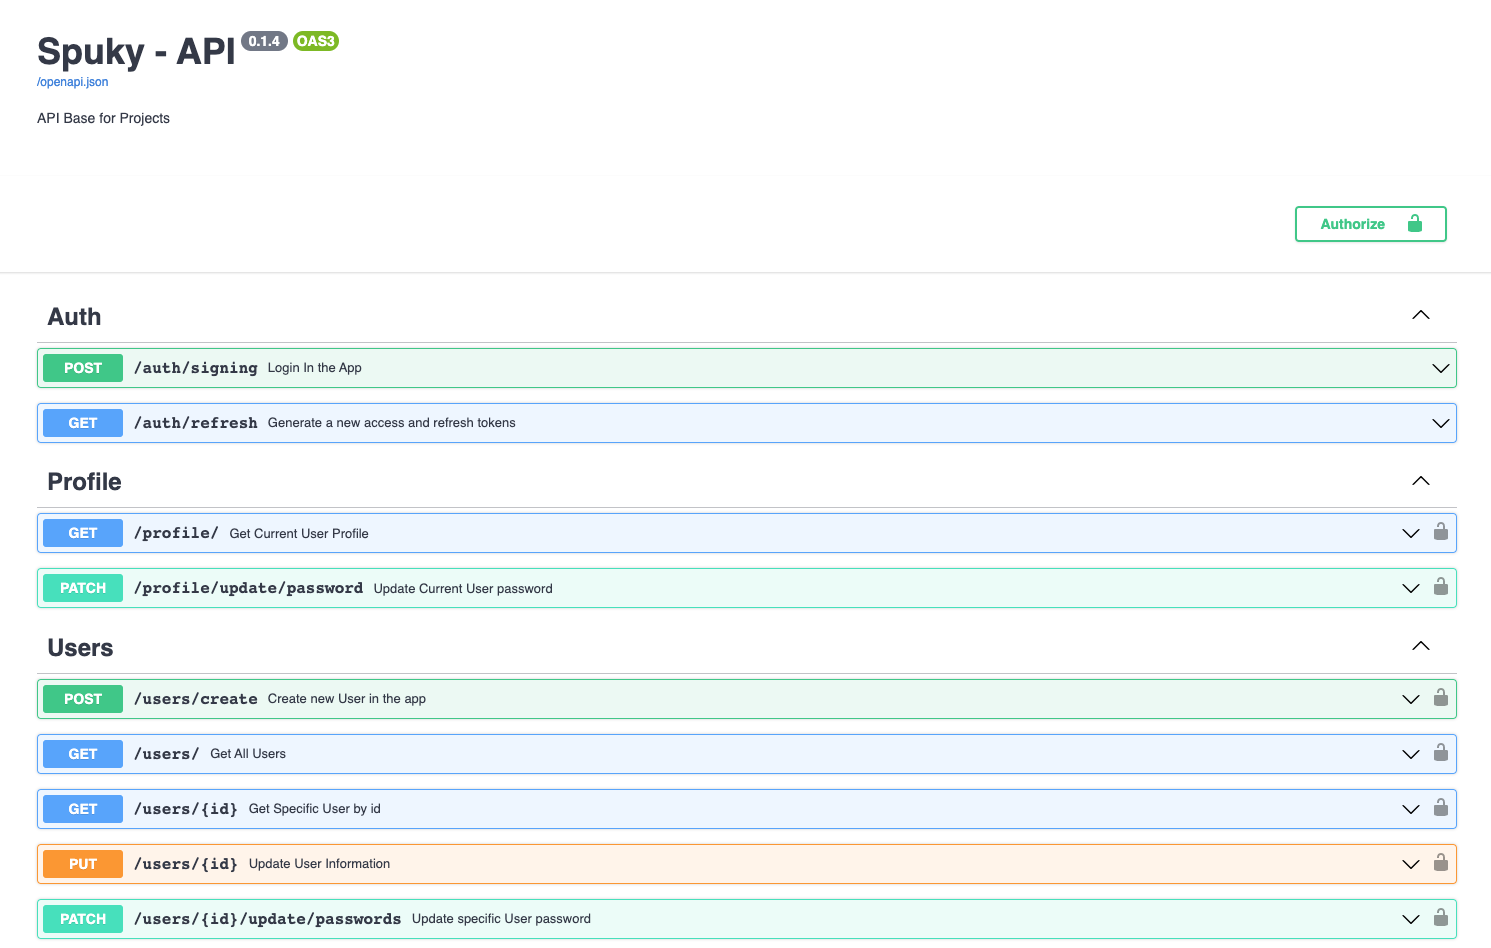 Spuky - API 0.1.4 OAS3
/openapi.json
API Base for Projects
Authorize
Auth
POST /auth/signing Login In the App
GET /auth/refresh Generate a new access and refresh tokens
Profile
GET /profile/ Get Current User Profile
PATCH /profile/update/password Update Current User password
Users
POST /users/create Create new User in the app
GET /users/ Get All Users
GET /users/{id} Get Specific User by id
PUT /users/{id} Update User Information
PATCH /users/{id}/update/passwords Update specific User password